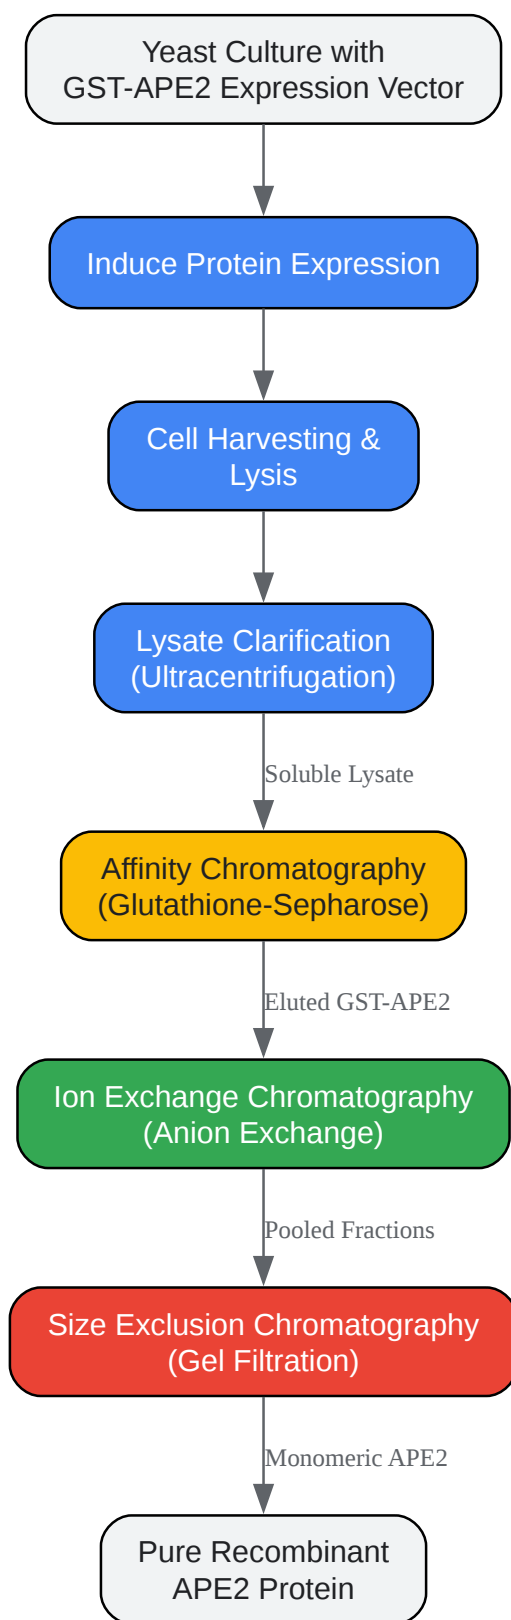 Yeast Culture with
GST-APE2 Expression Vector
Induce Protein Expression
Cell Harvesting &
Lysis
Lysate Clarification
(Ultracentrifugation)
Soluble Lysate
Affinity Chromatography
(Glutathione-Sepharose)
Eluted GST-APE2
Ion Exchange Chromatography
(Anion Exchange)
Pooled Fractions
Size Exclusion Chromatography
(Gel Filtration)
Monomeric APE2
Pure Recombinant
APE2 Protein